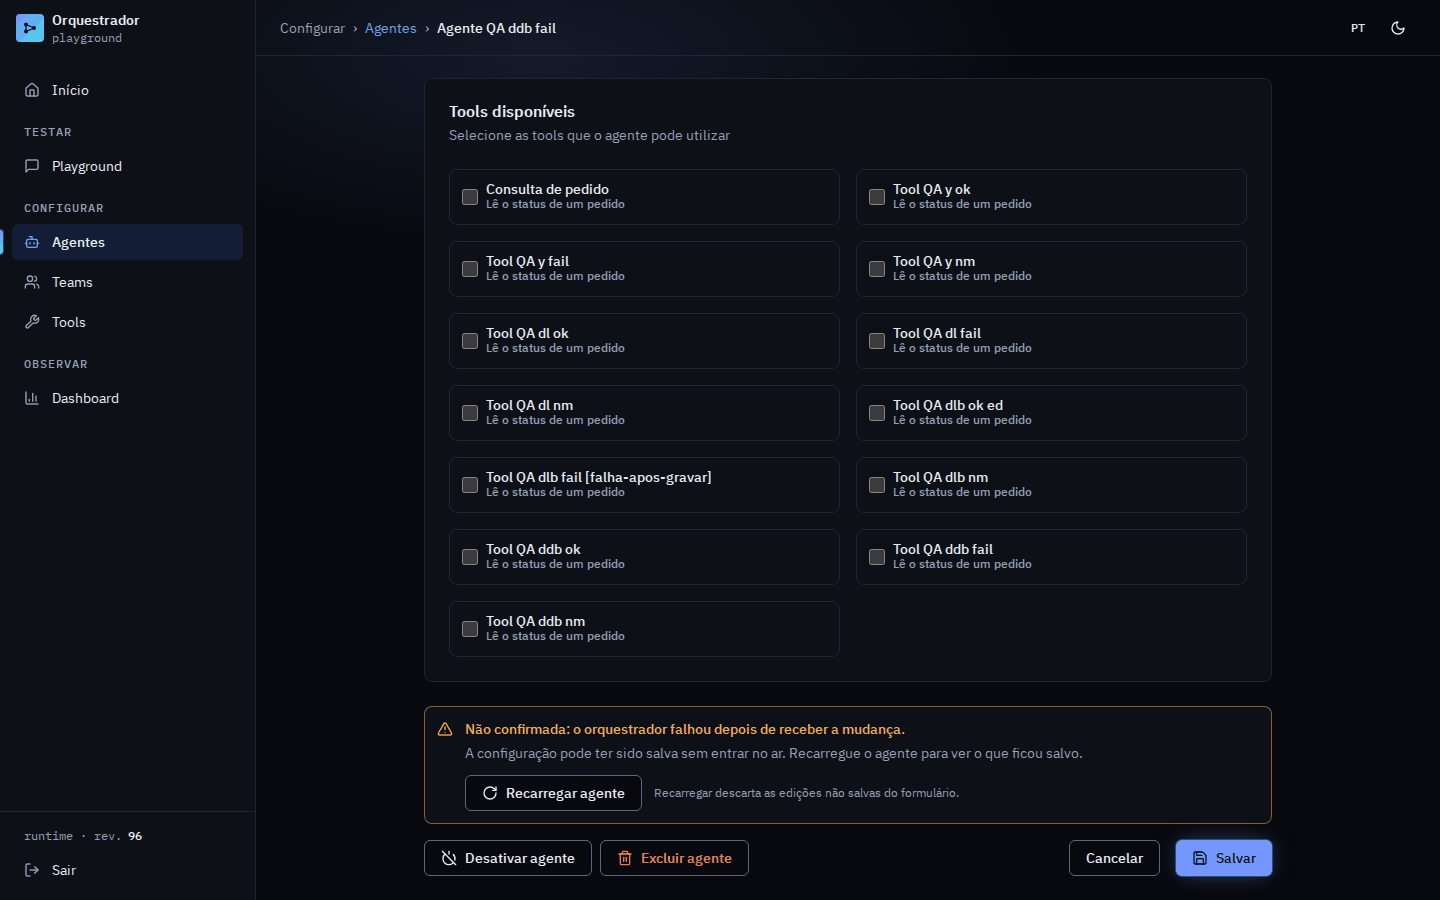 Orquestrador
playground
Início
TESTAR
Playground
CONFIGURAR
Agentes
Teams
Tools
OBSERVAR
Dashboard
runtime · rev. 96
Sair
Configurar › Agentes › Agente QA ddb fail
PT
Tools disponíveis
Selecione as tools que o agente pode utilizar
Consulta de pedido
Lê o status de um pedido
Tool QA y ok
Lê o status de um pedido
Tool QA y fail
Lê o status de um pedido
Tool QA y nm
Lê o status de um pedido
Tool QA dl ok
Lê o status de um pedido
Tool QA dl fail
Lê o status de um pedido
Tool QA dl nm
Lê o status de um pedido
Tool QA dlb ok ed
Lê o status de um pedido
Tool QA dlb fail [falha-apos-gravar]
Lê o status de um pedido
Tool QA dlb nm
Lê o status de um pedido
Tool QA ddb ok
Lê o status de um pedido
Tool QA ddb fail
Lê o status de um pedido
Tool QA ddb nm
Lê o status de um pedido
Não confirmada: o orquestrador falhou depois de receber a mudança.
A configuração pode ter sido salva sem entrar no ar. Recarregue o agente para ver o que ficou salvo.
Recarregar agente
Recarregar descarta as edições não salvas do formulário.
Desativar agente
Excluir agente
Cancelar
Salvar